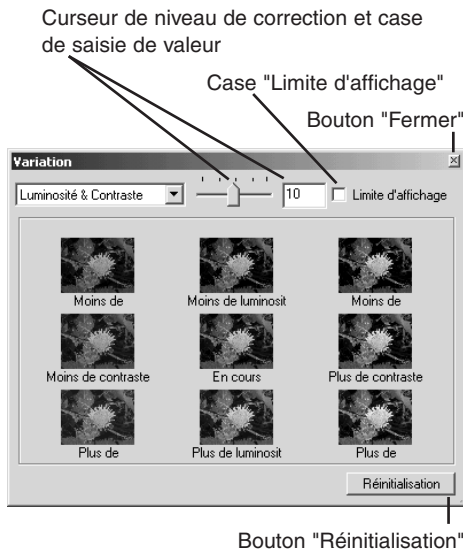 Curseur de niveau de correction et case
de saisie de valeur
Case "Limite d'affichage"
Bouton "Fermer"
Variation
Luminosité & Contraste
10
Limite d'affichage
Moins de
Moins de luminosit
Moins de
Moins de contraste
En cours
Plus de contraste
Plus de
Plus de luminosit
Plus de
Réinitialisation
Bouton "Réinitialisation"